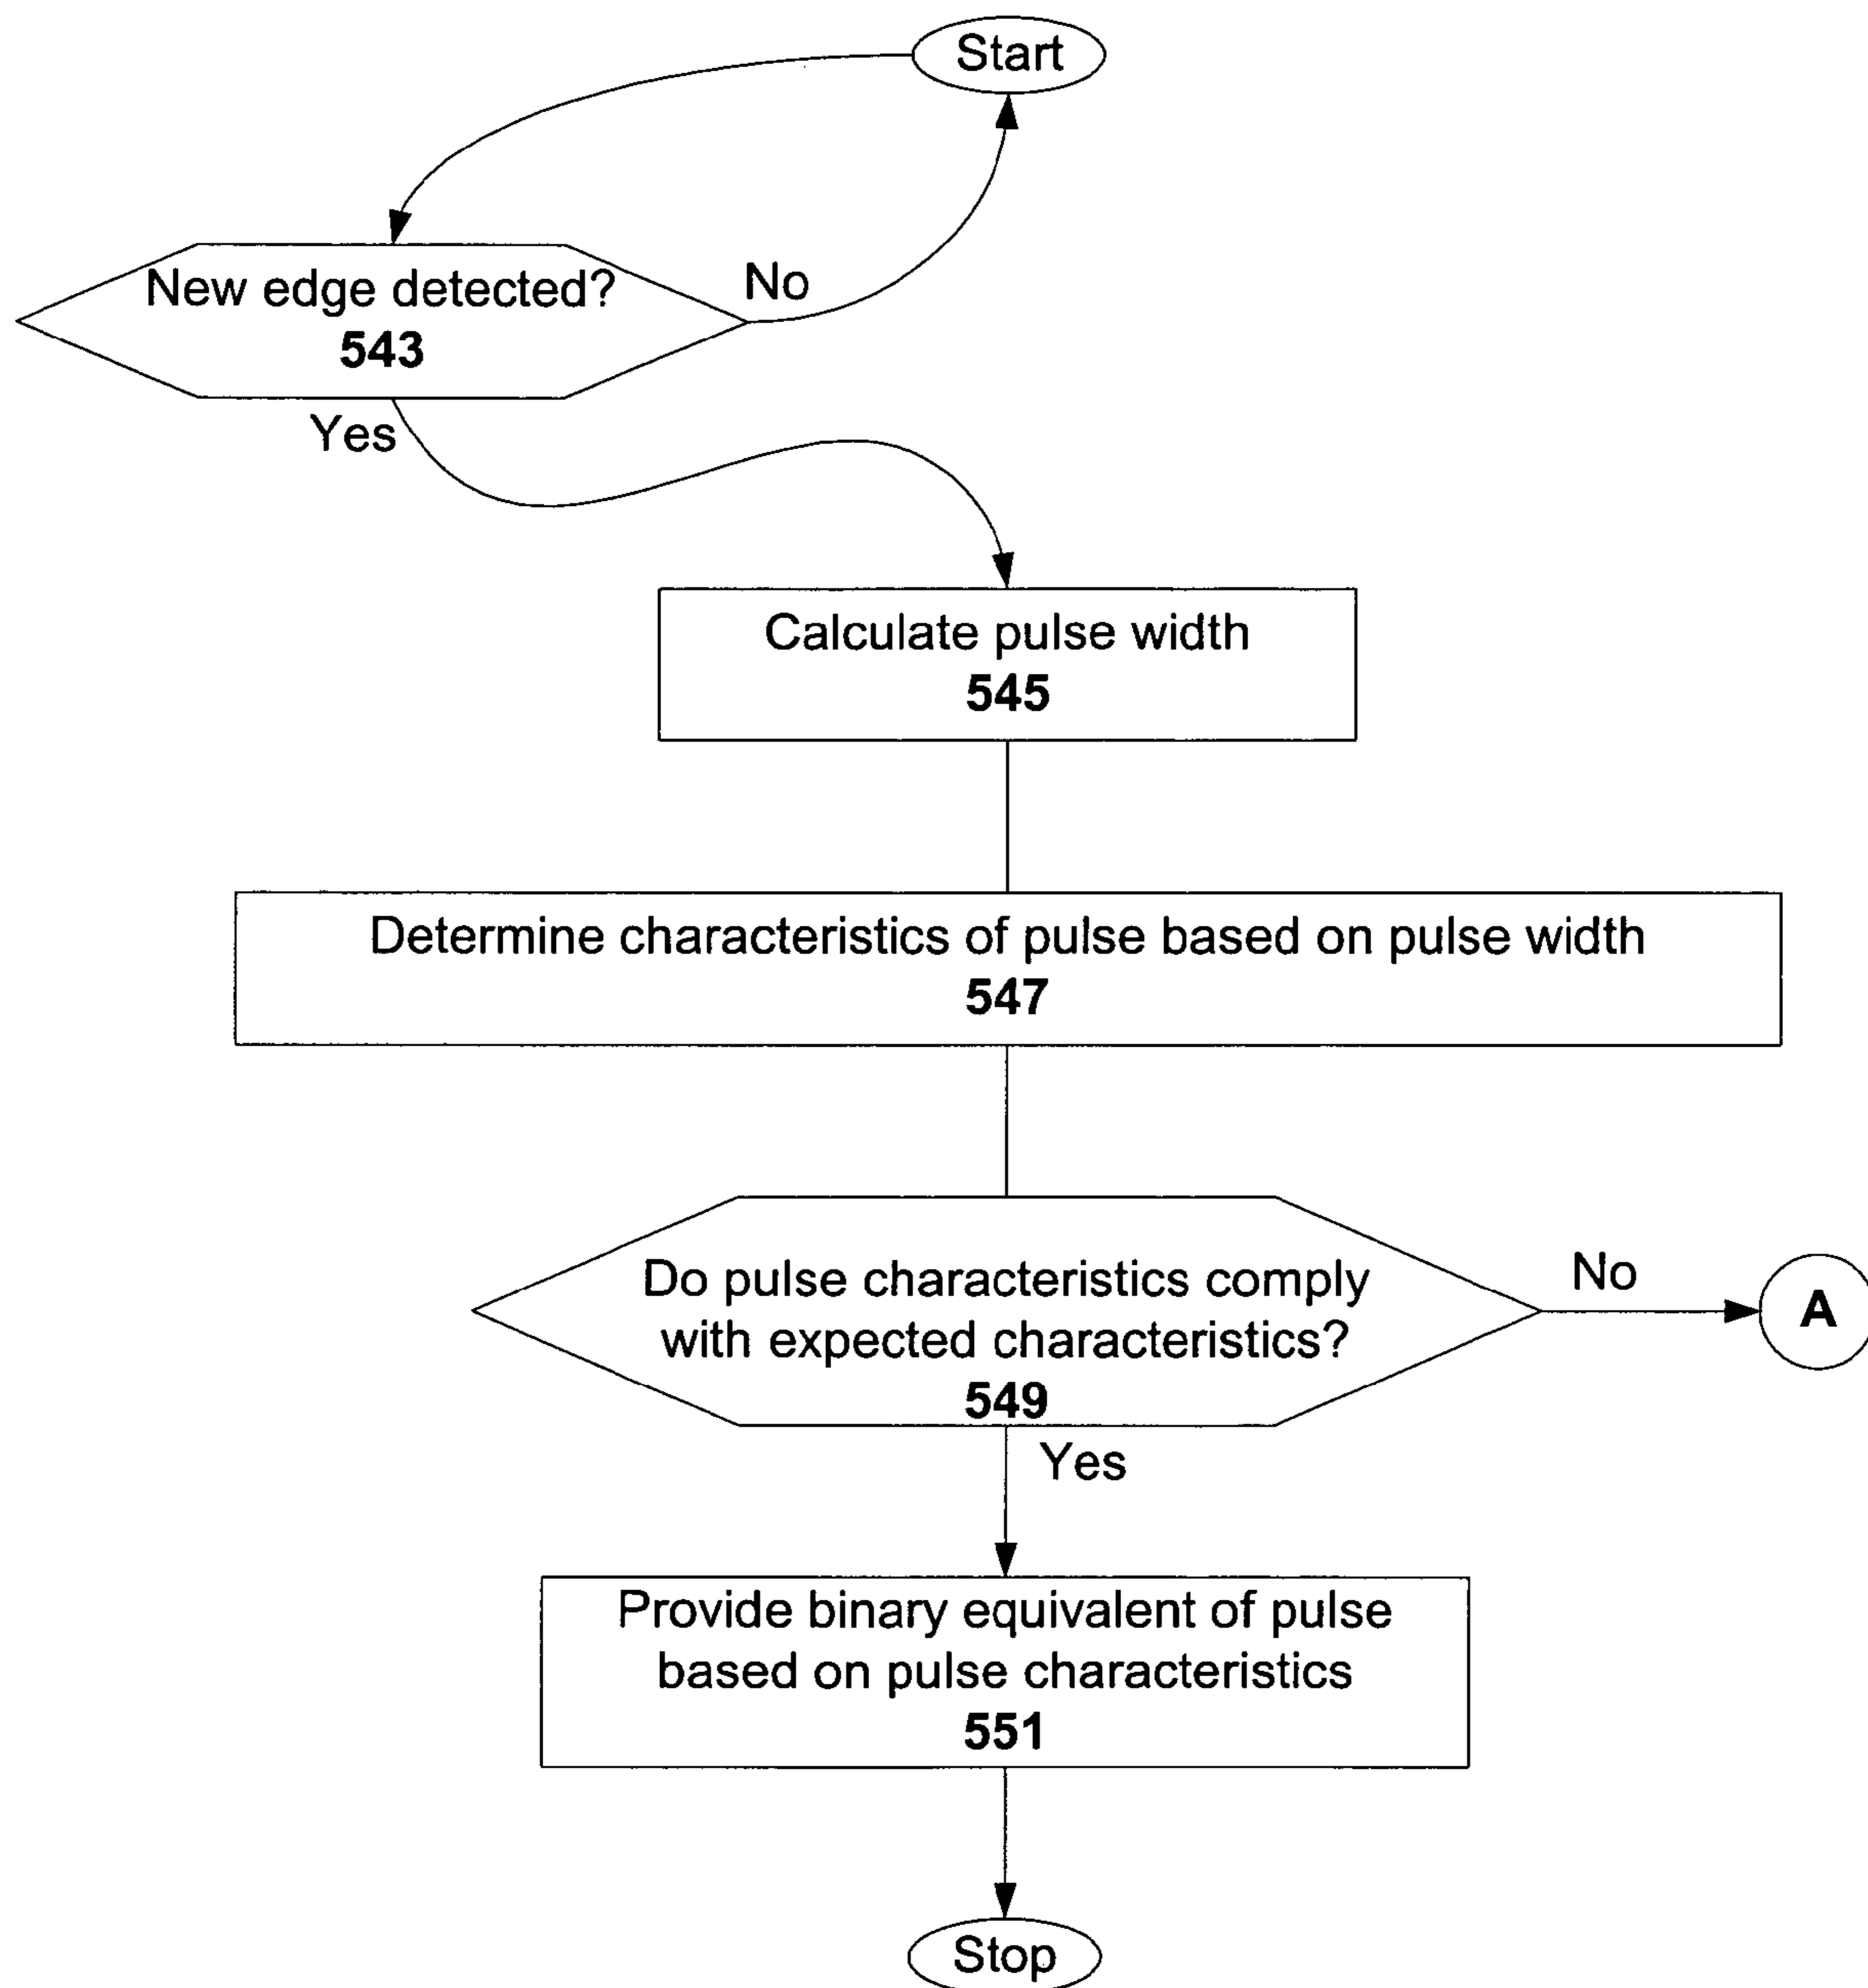 Start
New edge detected?
543
No
Yes
Calculate pulse width
545
Determine characteristics of pulse based on pulse width
547
Do pulse characteristics comply
with expected characteristics?
549
No
A
Yes
Provide binary equivalent of pulse
based on pulse characteristics
551
Stop